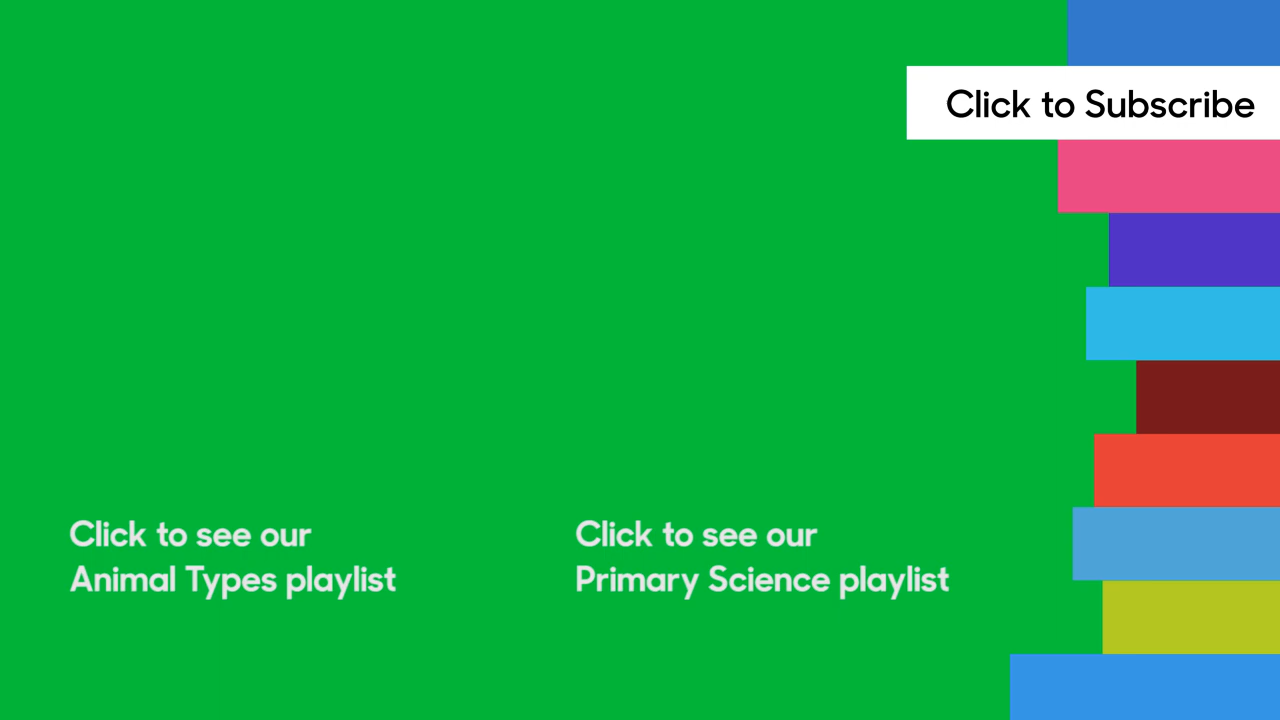 Click to Subscribe
Click to see our
Animal Types playlist
Click to see our
Primary Science playlist